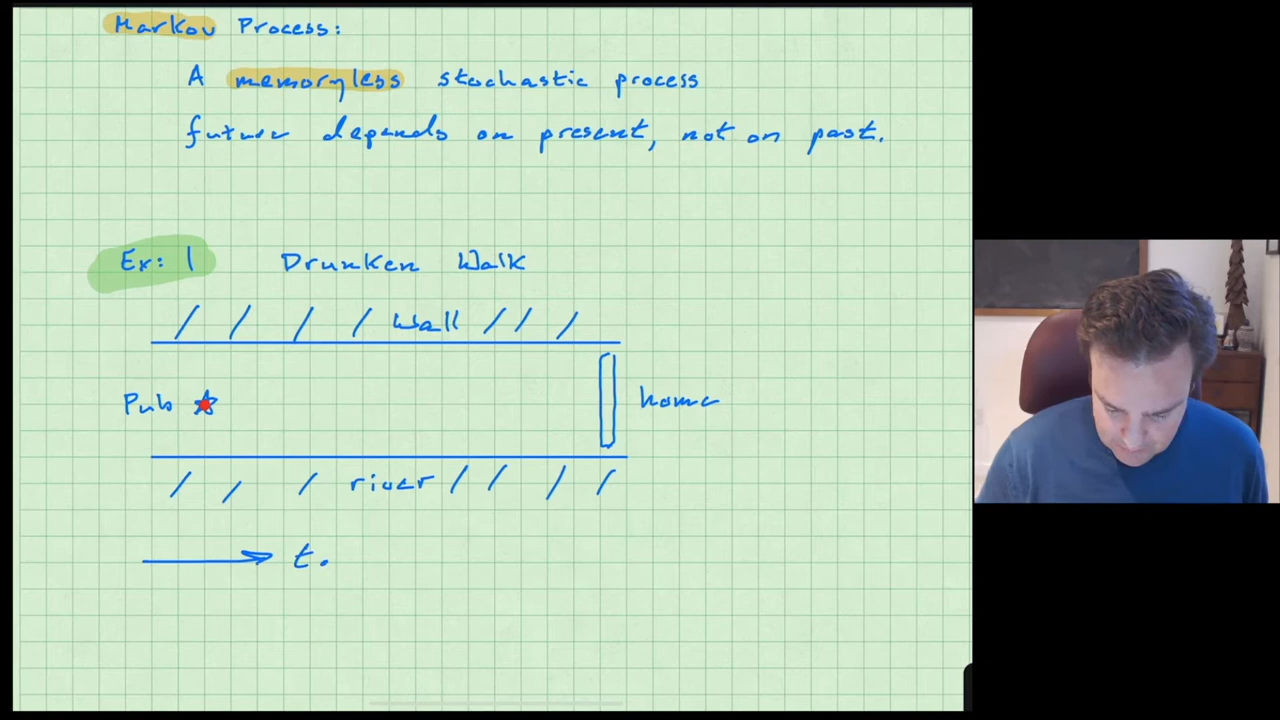 Markov Process:
A memoryless stochastic process
future depends on present, not on past.
Ex: 1 Drunken Walk
wall
Pub home
river
t.